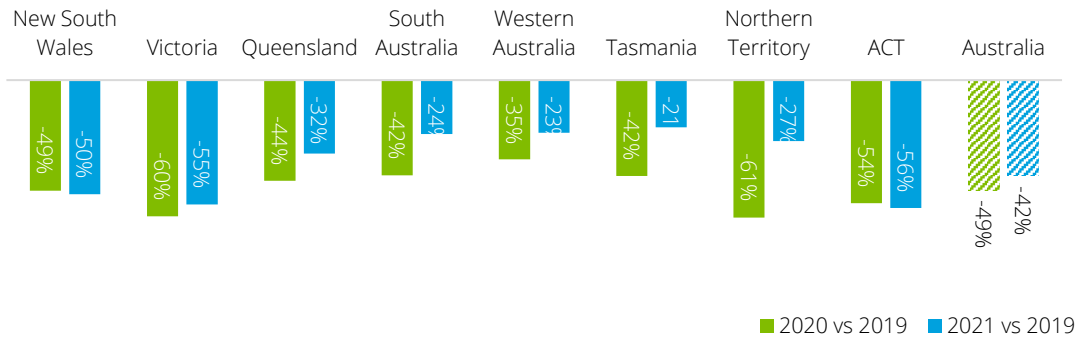 New South
Wales
Victoria
Queensland
South
Australia
Western
Australia
Tasmania
Northern
Territory
ACT
Australia
-49%
-50%
-60%
-55%
-44%
-32%
-42%
-24%
-35%
-23%
-42%
-21
-61%
-27%
-54%
-56%
-49%
-42%
2020 vs 2019
2021 vs 2019